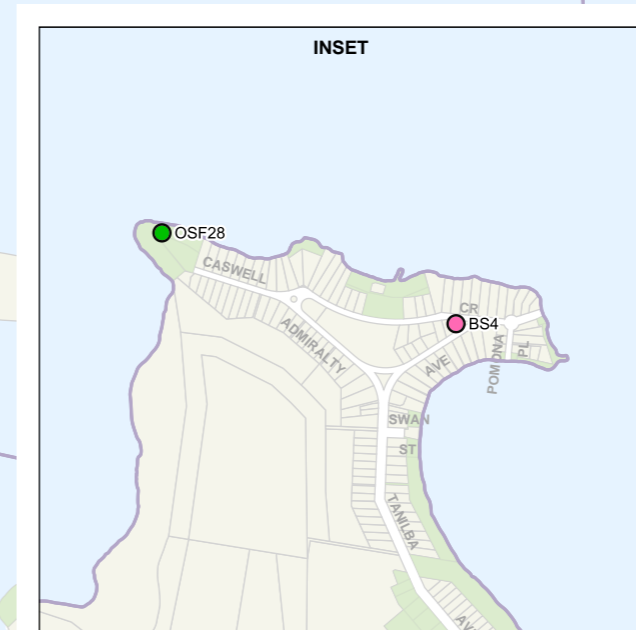 INSET
OSF28
CASWELL
CR
BS4
ADMIRALTY
AVE
POMONA
PL
SWAN
ST
TANILBA
AV